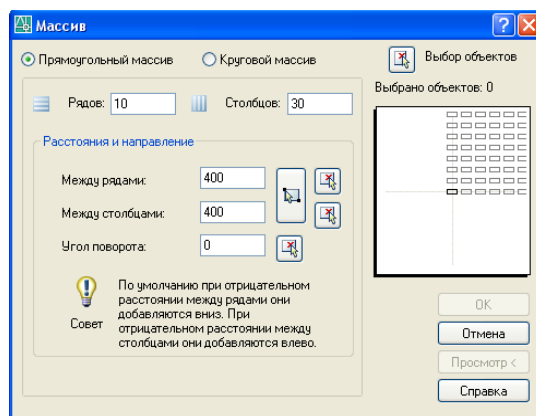 Массив
Прямоугольный массив
Круговой массив
Выбор объектов
Выбрано объектов: 0
Рядов: 10
Столбцов: 30
Расстояния и направление
Между рядами: 400
Между столбцами: 400
Угол поворота: 0
По умолчанию при отрицательном
расстоянии между рядами они
добавляются вниз. При
отрицательном расстоянии между
столбцами они добавляются влево.
Совет
OK
Отмена
Просмотр <
Справка